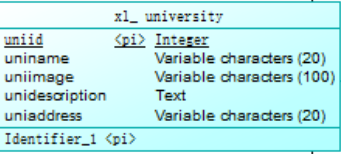 xl_ university
uniid <pi> Integer
uniname Variable characters (20)
uniimage Variable characters (100)
unidescription Text
uniaddress Variable characters (20)
Identifier_1 <pi>